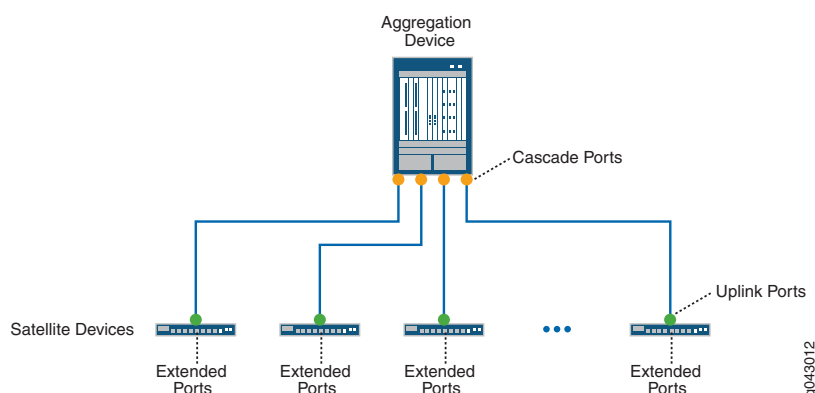 Aggregation
Device
Cascade Ports
Uplink Ports
Satellite Devices
Extended
Ports
Extended
Ports
Extended
Ports
Extended
Ports
g043012